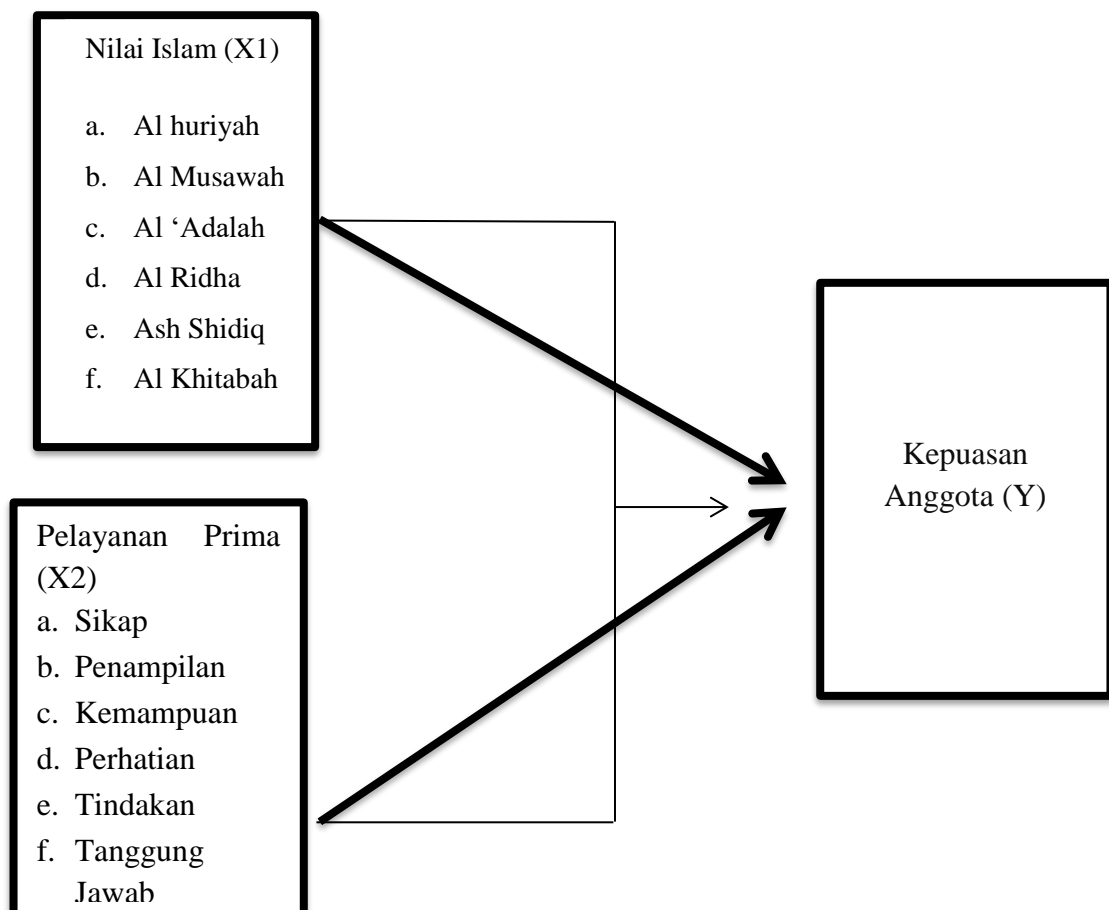 Nilai Islam (X1)
a. Al huriyah
b. Al Musawah
c. Al ‘Adalah
d. Al Ridha
e. Ash Shidiq
f. Al Khitabah
Pelayanan Prima
(X2)
a. Sikap
b. Penampilan
c. Kemampuan
d. Perhatian
e. Tindakan
f. Tanggung
Jawab
Kepuasan
Anggota (Y)